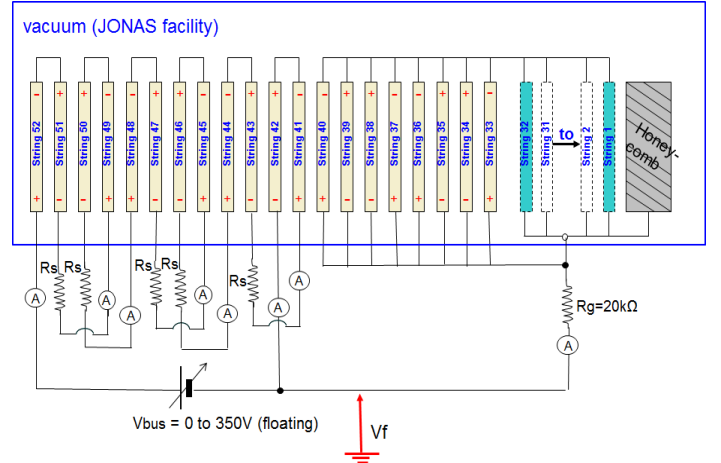 vacuum (JONAS facility)
- + + - - + + - - + - - - + + - + + -
String 52
String 51
String 50
String 49
String 48
String 47
String 46
String 45
String 44
String 43
String 42
String 41
String 40
String 39
String 38
String 37
String 36
String 35
String 34
String 33
String 32
String 31
to
String 2
String 1
Honey-
comb
+ - - + + - - + + - + + + - - + - - +
Rs Rs Rs Rs Rs
A A A A A A A A
Rg=20kΩ
A
Vbus = 0 to 350V (floating)
Vf